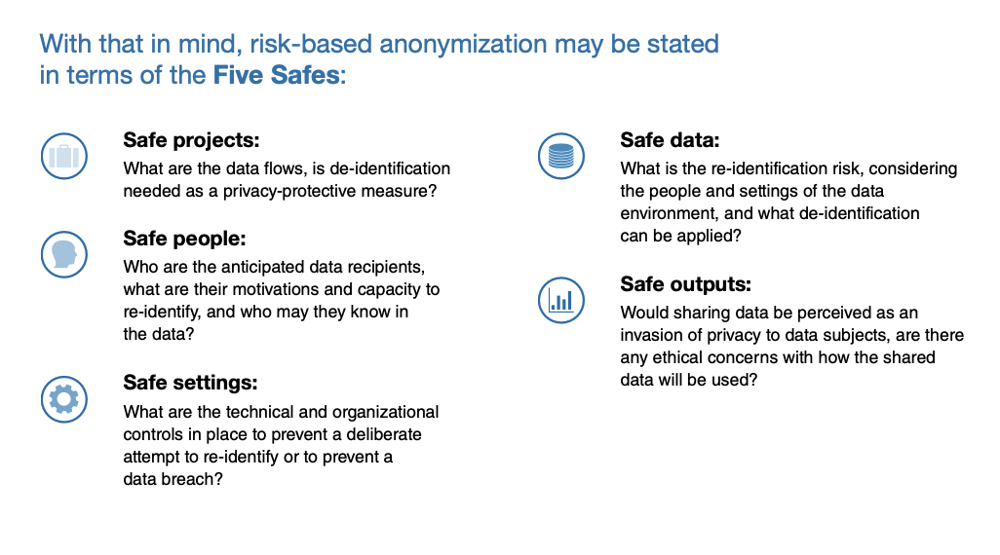 With that in mind, risk-based anonymization may be stated
in terms of the Five Safes:
Safe projects:
What are the data flows, is de-identification
needed as a privacy-protective measure?
Safe people:
Who are the anticipated data recipients,
what are their motivations and capacity to
re-identify, and who may they know in
the data?
Safe settings:
What are the technical and organizational
controls in place to prevent a deliberate
attempt to re-identify or to prevent a
data breach?
Safe data:
What is the re-identification risk, considering
the people and settings of the data
environment, and what de-identification
can be applied?
Safe outputs:
Would sharing data be perceived as an
invasion of privacy to data subjects, are there
any ethical concerns with how the shared
data will be used?